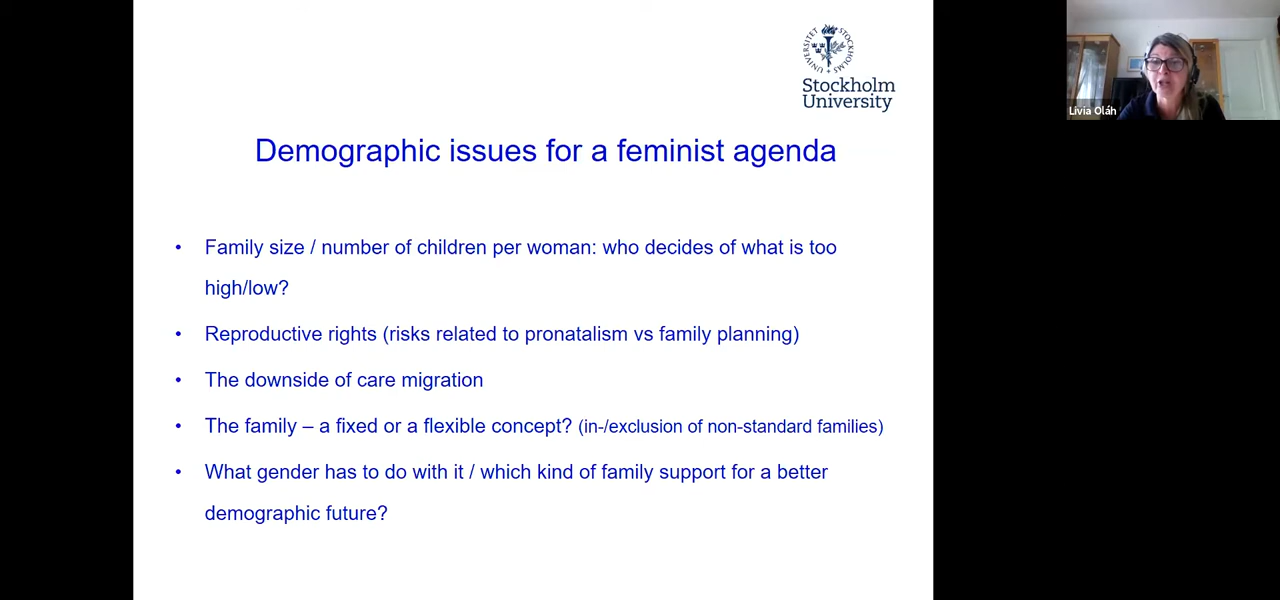 UNIVERSITET STOCKHOLMS
Stockholm
University
Livia Oláh
Demographic issues for a feminist agenda
• Family size / number of children per woman: who decides of what is too
high/low?
• Reproductive rights (risks related to pronatalism vs family planning)
• The downside of care migration
• The family – a fixed or a flexible concept? (in-/exclusion of non-standard families)
• What gender has to do with it / which kind of family support for a better
demographic future?